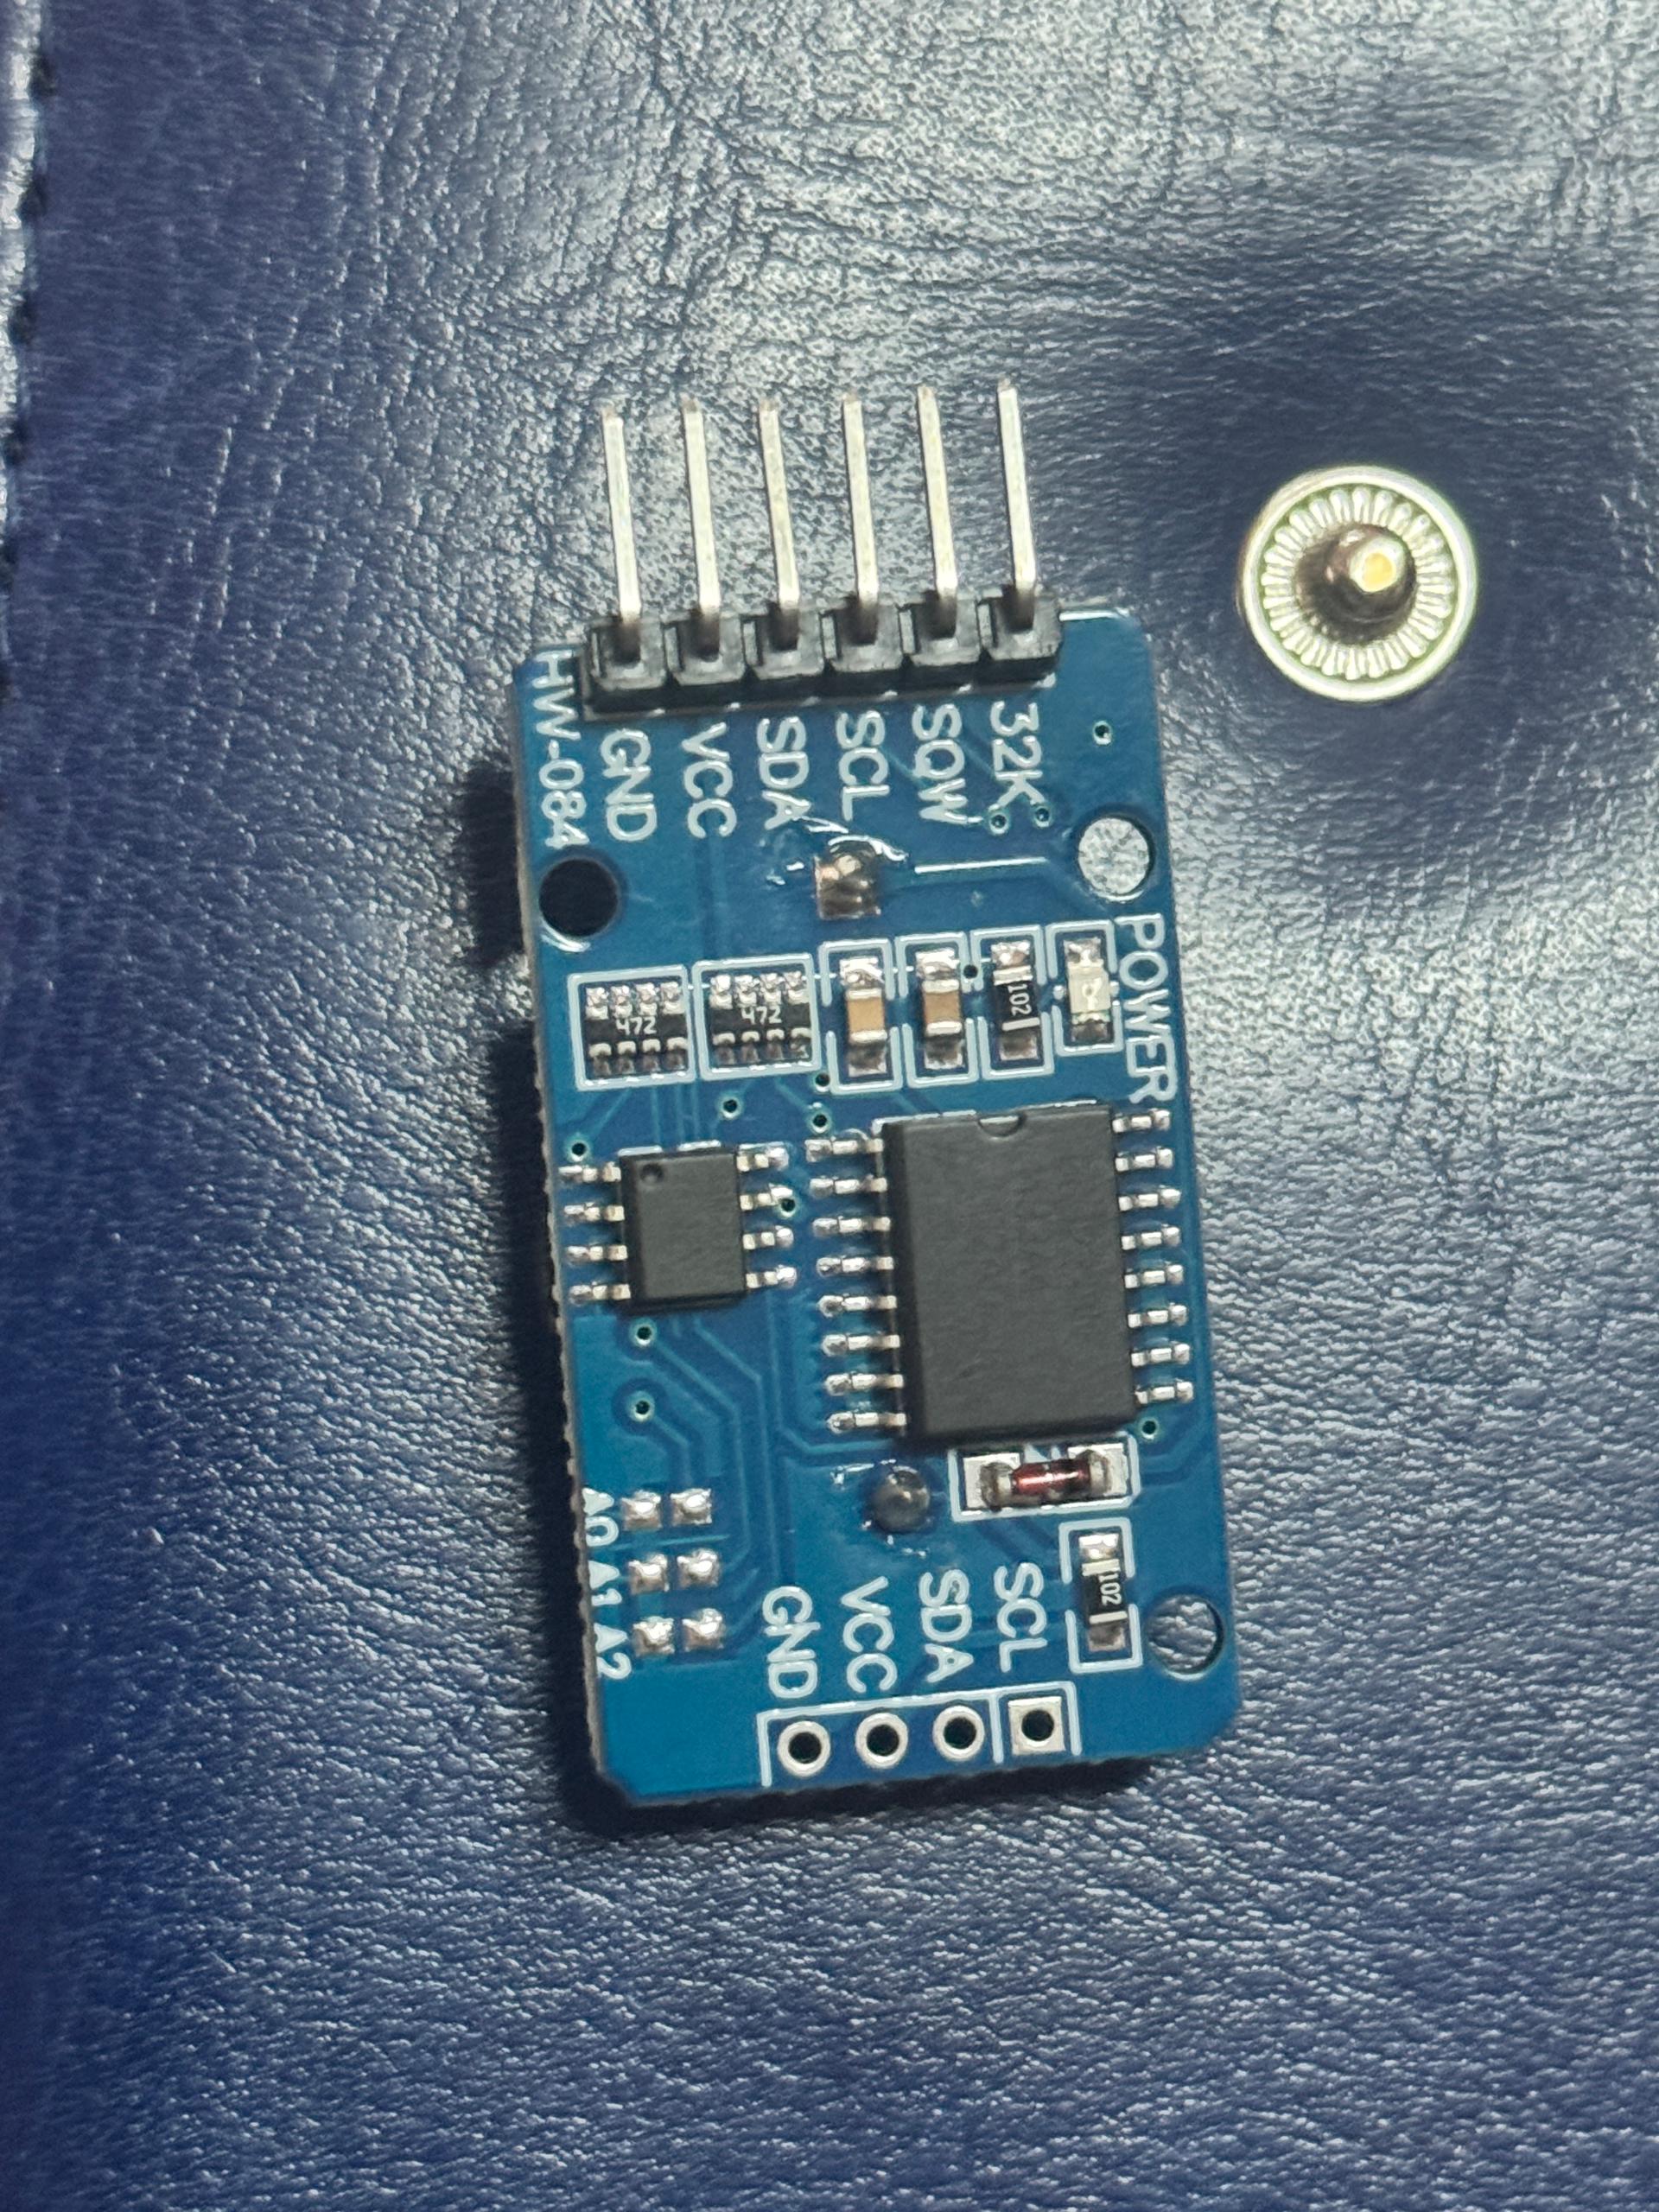 HW-084
GND
VCC
SDA
SCL
SQW
32K
POWER
472
472
102
A0 A1 A2
GND
VCC
SDA
SCL
102